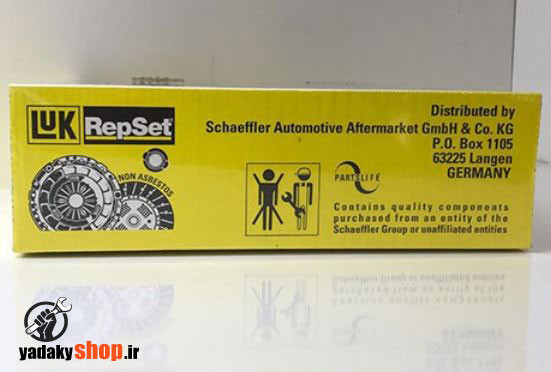 LUK RepSet
NON ASBESTOS
Distributed by
Schaeffler Automotive Aftermarket GmbH & Co. KG
P.O. Box 1105
63225 Langen
GERMANY
PARTSLIFE
Contains quality components
purchased from an entity of the
Schaeffler Group or unaffiliated entities
yadakyshop.ir